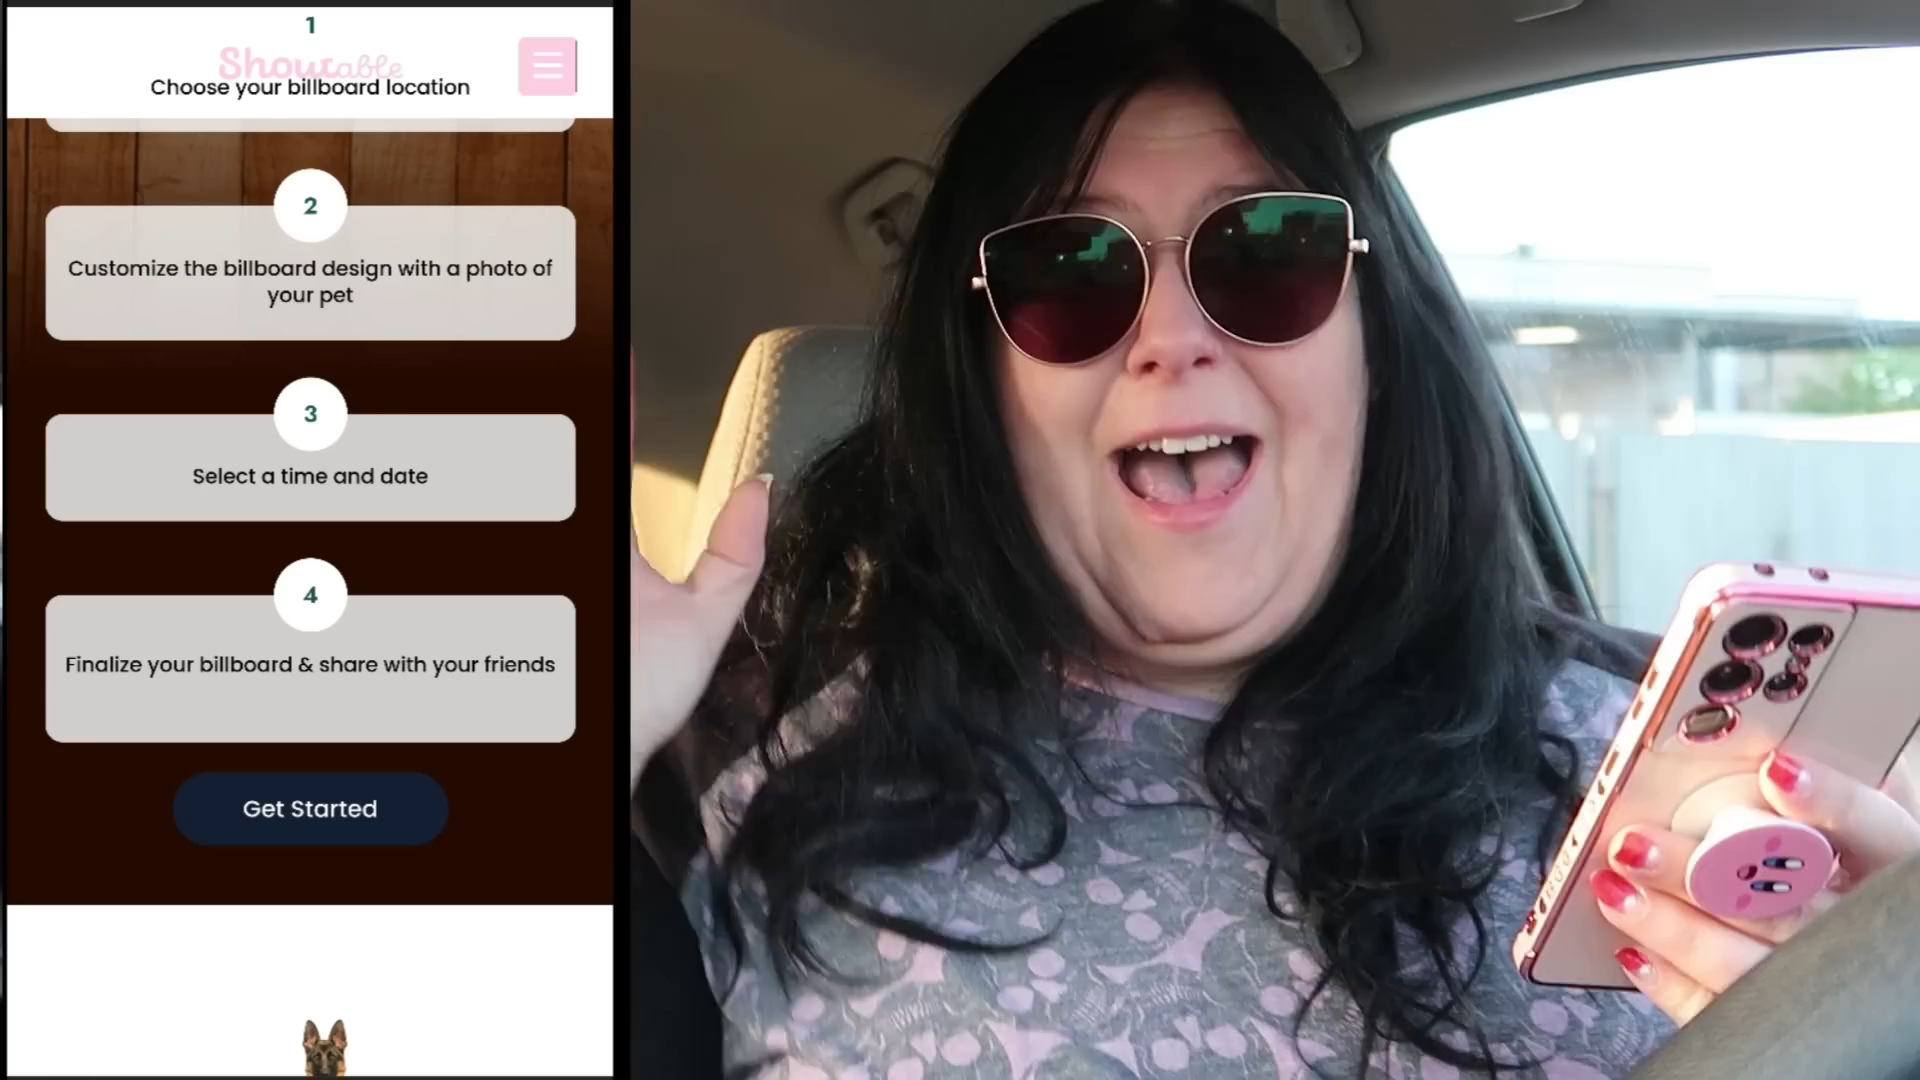 1
Showable
Choose your billboard location
2
Customize the billboard design with a photo of
your pet
3
Select a time and date
4
Finalize your billboard & share with your friends
Get Started